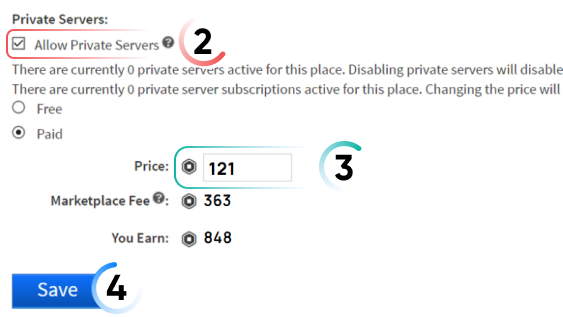 Private Servers:
Allow Private Servers ? 2
There are currently 0 private servers active for this place. Disabling private servers will disable
There are currently 0 private server subscriptions active for this place. Changing the price will
Free
Paid
Price: 121 3
Marketplace Fee ?: 363
You Earn: 848
Save 4